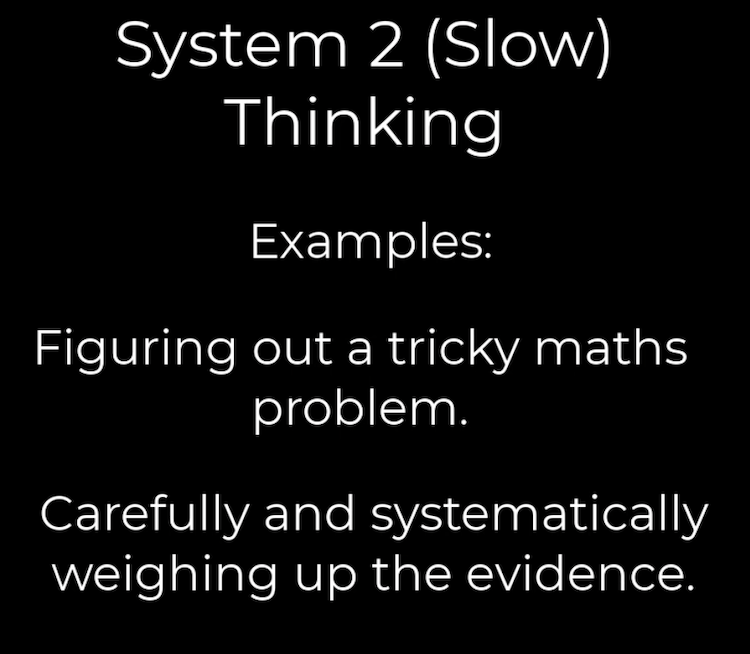 System 2 (Slow)
Thinking
Examples:
Figuring out a tricky maths
problem.
Carefully and systematically
weighing up the evidence.